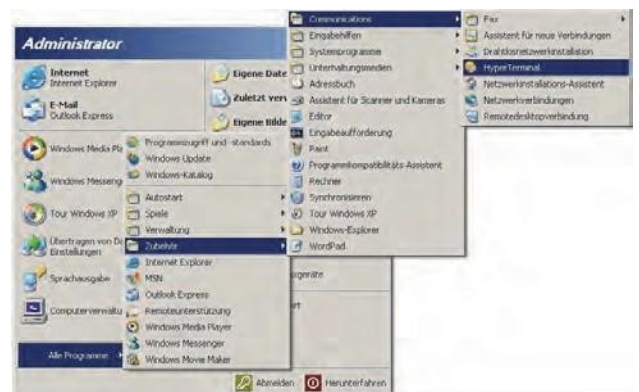 Administrator
Internet
Internet Explorer
E-Mail
Outlook Express
Windows Media Pla
Windows Messeng
Tour Windows XP
Übertragen von Da
Einstellungen
Sprachausgabe
Computerverwaltu
Alle Programme
Eigene Date
Zuletzt verv
Eigene Bilde
Abmelden
Herunterfahren
Programmzugriff und -standards
Windows Update
Windows-Katalog
Autostart
Spiele
Verwaltung
Zubehör
Internet Explorer
MSN
Outlook Express
Remoteunterstützung
Windows Media Player
Windows Messenger
Windows Movie Maker
Communications
Eingabehilfen
Systemprogramme
Unterhaltungsmedien
Adressbuch
Assistent für Scanner und Kameras
Editor
Eingabeaufforderung
Paint
Programmkompatibilitäts-Assistent
Rechner
Synchronisieren
Tour Windows XP
Windows-Explorer
WordPad
Fax
Assistent für neue Verbindungen
Drahtlosnetzwerkinstallation
HyperTerminal
Netzwerkinstallations-Assistent
Netzwerkverbindungen
Remotedesktopverbindung